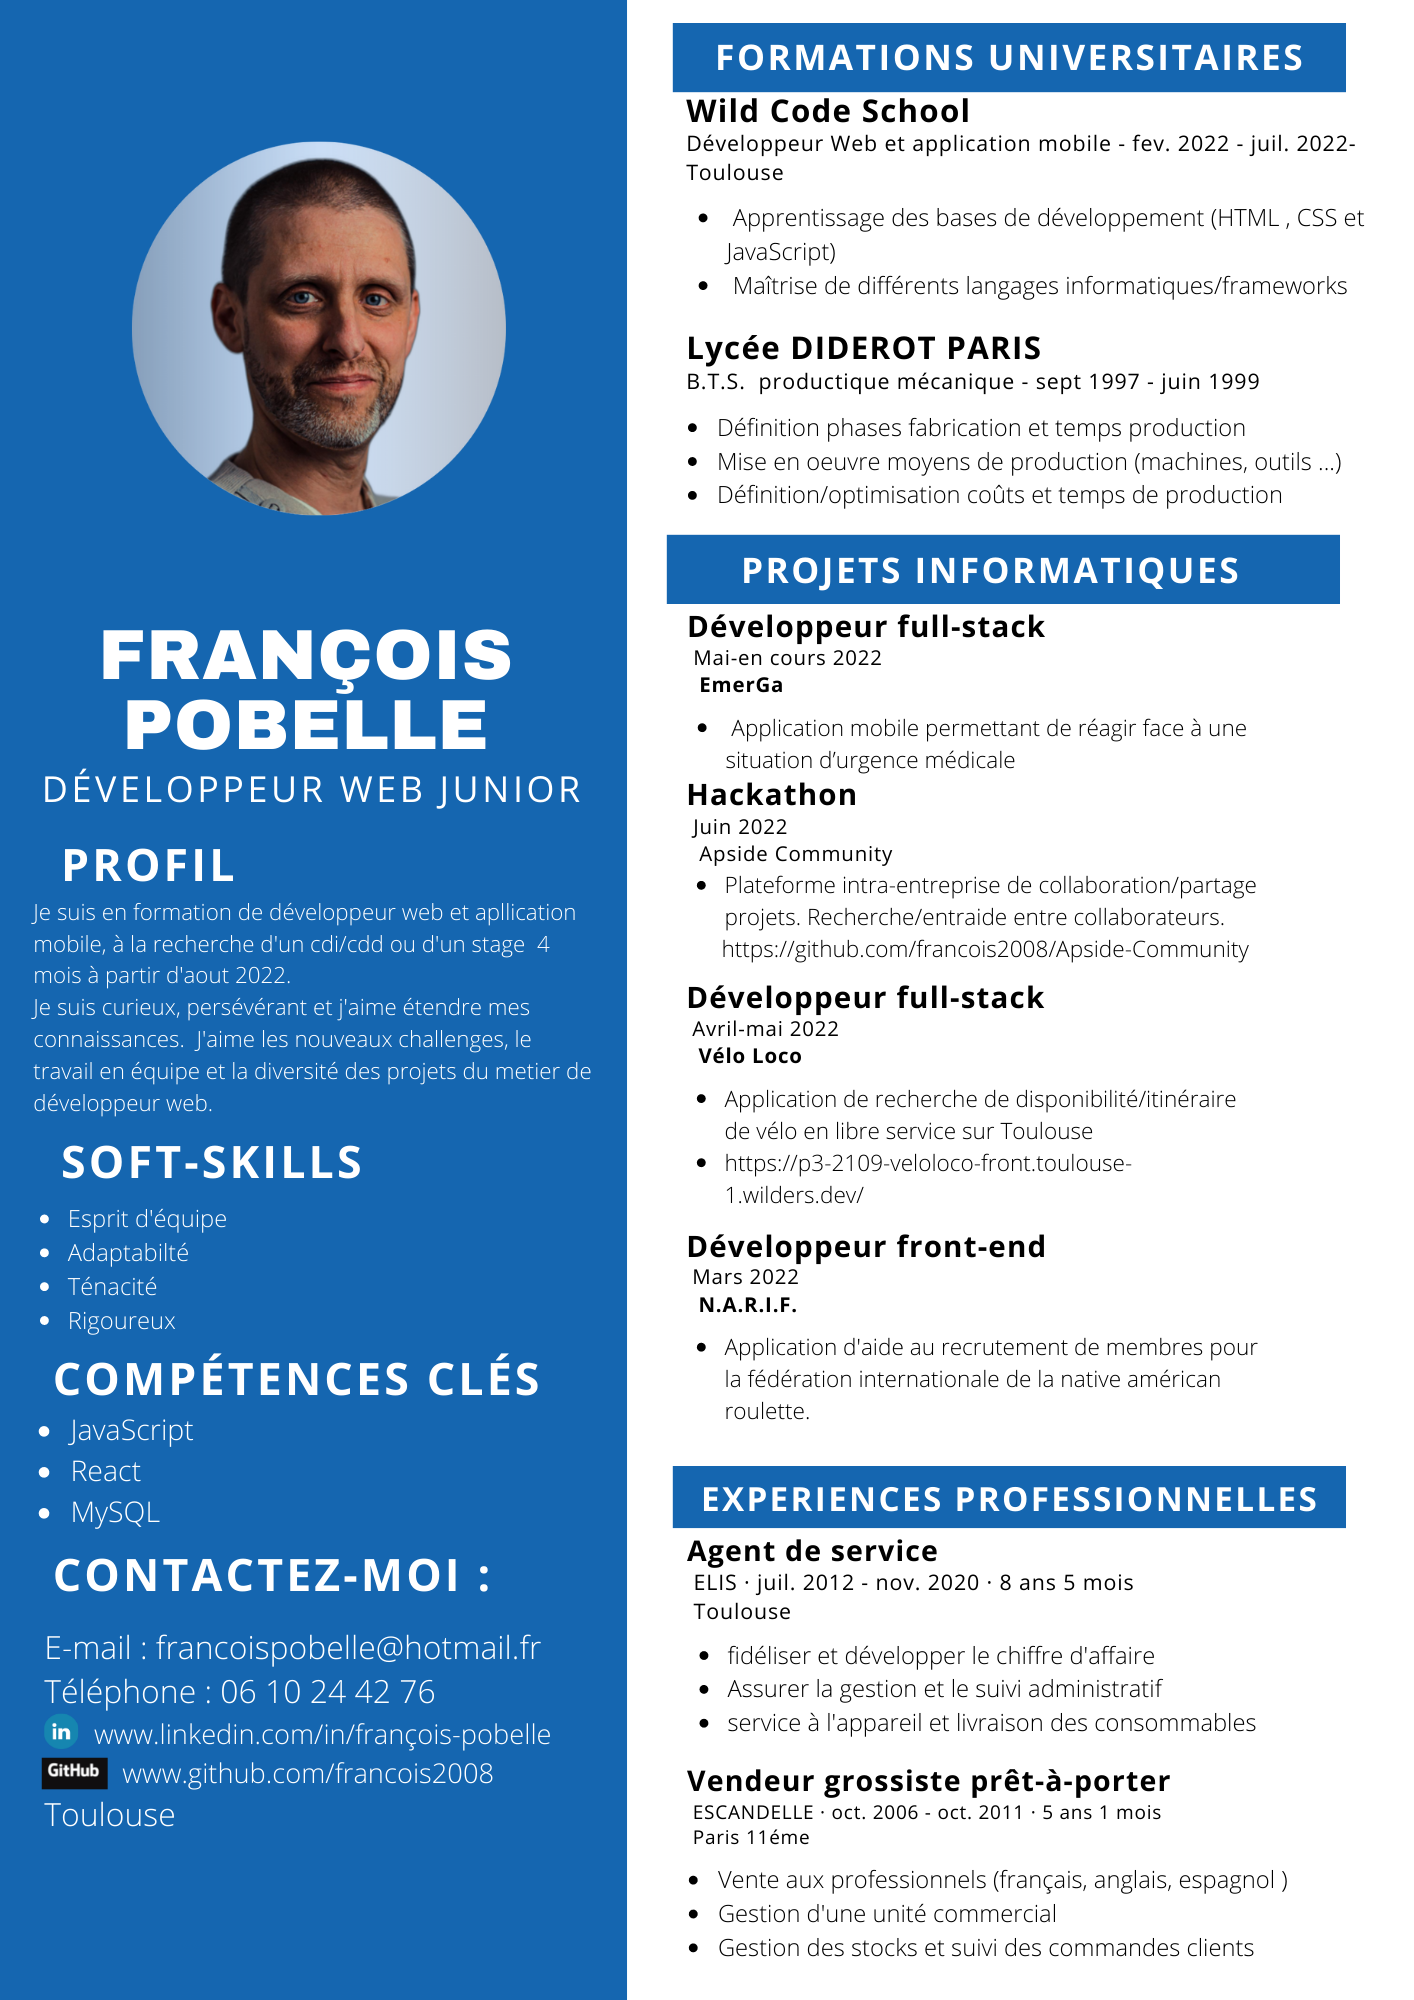 FRANÇOIS
POBELLE
DÉVELOPPEUR WEB JUNIOR
PROFIL
Je suis en formation de développeur web et apllication
mobile, à la recherche d'un cdi/cdd ou d'un stage  4
mois à partir d'aout 2022.
Je suis curieux, persévérant et j'aime étendre mes
connaissances.  J'aime les nouveaux challenges, le
travail en équipe et la diversité des projets du metier de
développeur web.
SOFT-SKILLS
• Esprit d'équipe
• Adaptabilté
• Ténacité
• Rigoureux
COMPÉTENCES CLÉS
• JavaScript
• React
• MySQL
CONTACTEZ-MOI :
E-mail : francoispobelle@hotmail.fr
Téléphone : 06 10 24 42 76
in www.linkedin.com/in/françois-pobelle
GitHub www.github.com/francois2008
Toulouse
FORMATIONS UNIVERSITAIRES
Wild Code School
Développeur Web et application mobile - fev. 2022 - juil. 2022-
Toulouse
• Apprentissage des bases de développement (HTML , CSS et
JavaScript)
• Maîtrise de différents langages informatiques/frameworks
Lycée DIDEROT PARIS
B.T.S.  productique mécanique - sept 1997 - juin 1999
• Définition phases fabrication et temps production
• Mise en oeuvre moyens de production (machines, outils ...)
• Définition/optimisation coûts et temps de production
PROJETS INFORMATIQUES
Développeur full-stack
Mai-en cours 2022
EmerGa
• Application mobile permettant de réagir face à une
situation d’urgence médicale
Hackathon
Juin 2022
Apside Community
• Plateforme intra-entreprise de collaboration/partage
projets. Recherche/entraide entre collaborateurs.
https://github.com/francois2008/Apside-Community
Développeur full-stack
Avril-mai 2022
Vélo Loco
• Application de recherche de disponibilité/itinéraire
de vélo en libre service sur Toulouse
• https://p3-2109-veloloco-front.toulouse-
1.wilders.dev/
Développeur front-end
Mars 2022
N.A.R.I.F.
• Application d'aide au recrutement de membres pour
la fédération internationale de la native américan
roulette.
EXPERIENCES PROFESSIONNELLES
Agent de service
ELIS · juil. 2012 - nov. 2020 · 8 ans 5 mois
Toulouse
• fidéliser et développer le chiffre d'affaire
• Assurer la gestion et le suivi administratif
• service à l'appareil et livraison des consommables
Vendeur grossiste prêt-à-porter
ESCANDELLE · oct. 2006 - oct. 2011 · 5 ans 1 mois
Paris 11éme
• Vente aux professionnels (français, anglais, espagnol )
• Gestion d'une unité commercial
• Gestion des stocks et suivi des commandes clients